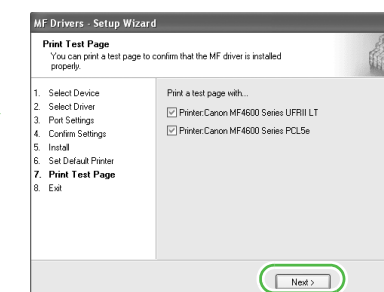 MF Drivers - Setup Wizard
Print Test Page
You can print a test page to confirm that the MF driver is installed
properly.
1. Select Device
2. Select Driver
3. Port Settings
4. Confirm Settings
5. Install
6. Set Default Printer
7. Print Test Page
8. Exit
Print a test page with...
Printer:Canon MF4600 Series UFRII LT
Printer:Canon MF4600 Series PCL5e
Next >